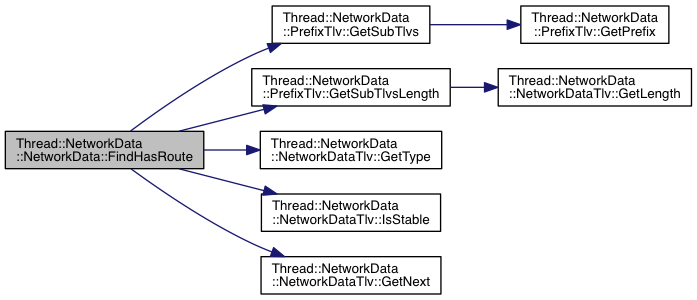 Thread::NetworkData
::NetworkData::FindHasRoute
Thread::NetworkData
::PrefixTlv::GetSubTlvs
Thread::NetworkData
::PrefixTlv::GetPrefix
Thread::NetworkData
::PrefixTlv::GetSubTlvsLength
Thread::NetworkData
::NetworkDataTlv::GetLength
Thread::NetworkData
::NetworkDataTlv::GetType
Thread::NetworkData
::NetworkDataTlv::IsStable
Thread::NetworkData
::NetworkDataTlv::GetNext